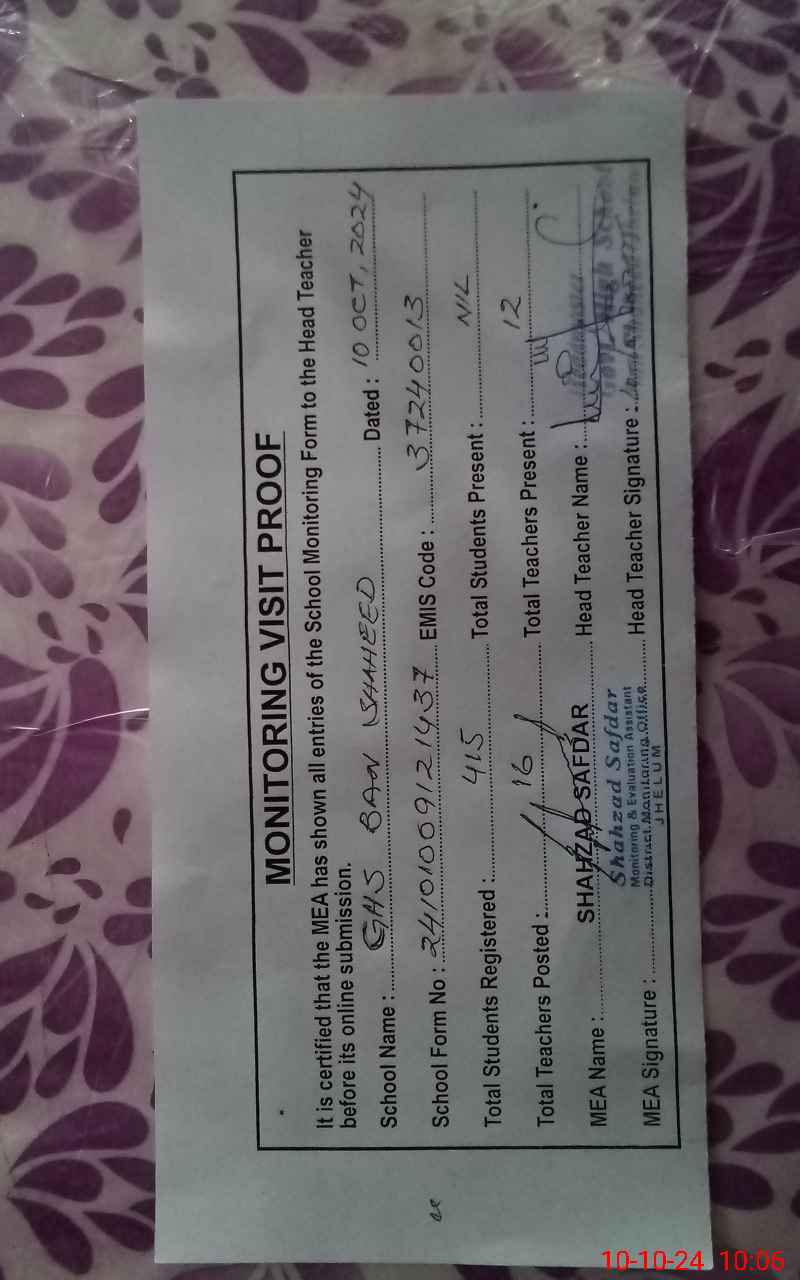 MONITORING VISIT PROOF
It is certified that the MEA has shown all entries of the School Monitoring Form to the Head Teacher
before its online submission.
School Name : GHS BAN SHAHEED Dated : 10 OCT, 2024
School Form No : 24101009121437 EMIS Code : 37240013
Total Students Registered : 415 Total Students Present : NIL
Total Teachers Posted : 16 Total Teachers Present : 12
MEA Name : SHAHZAD SAFDAR Head Teacher Name :
Shahzad Safdar
Monitoring & Evaluation Assistant
MEA Signature : District Monitoring Office Head Teacher Signature :
JHELUM
10-10-24 10:06